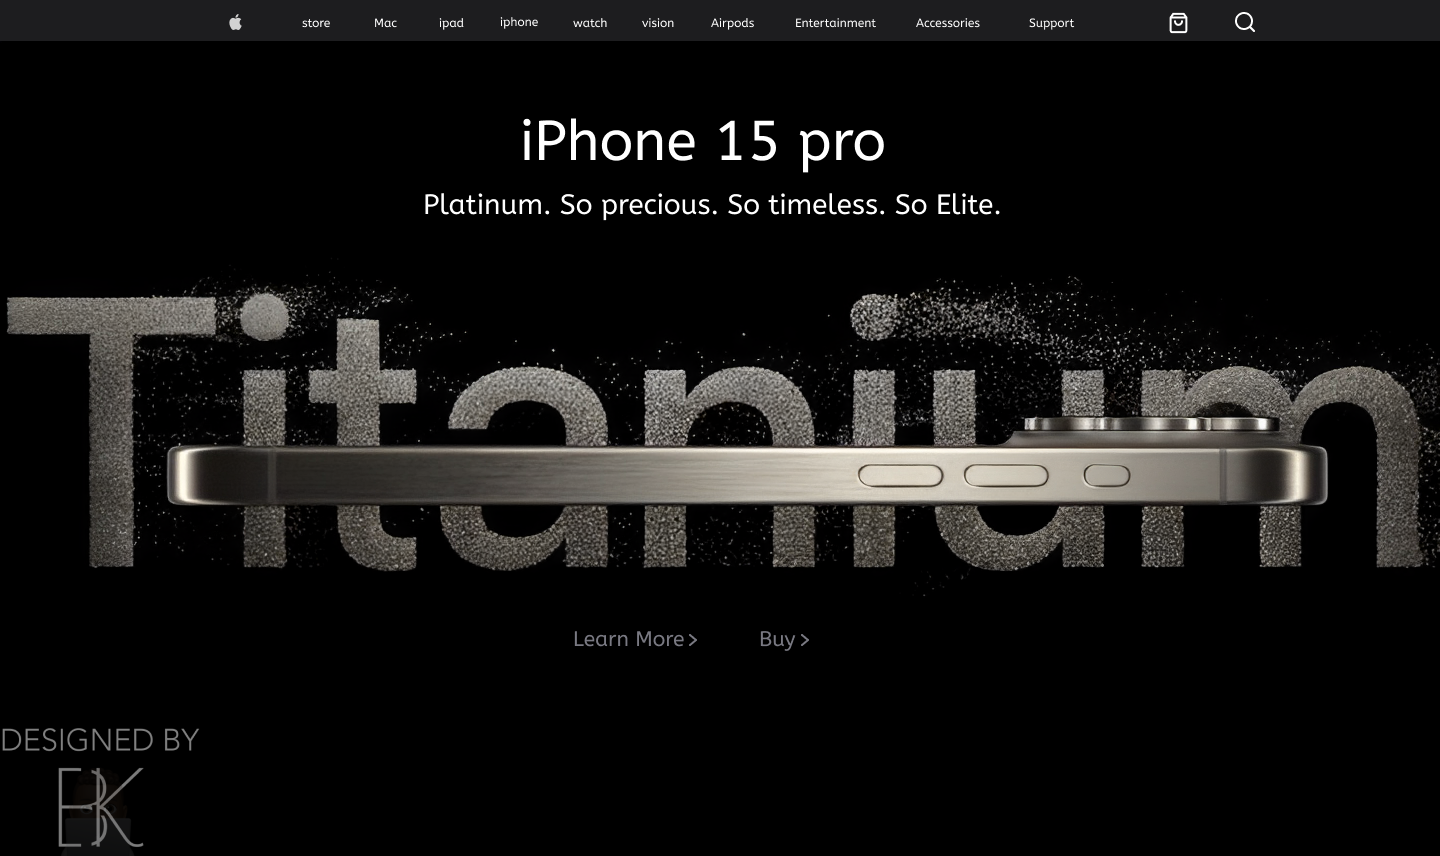 store Mac ipad iphone watch vision Airpods Entertainment Accessories Support
iPhone 15 pro
Platinum. So precious. So timeless. So Elite.
Titanium
Learn More > Buy >
DESIGNED BY
EK